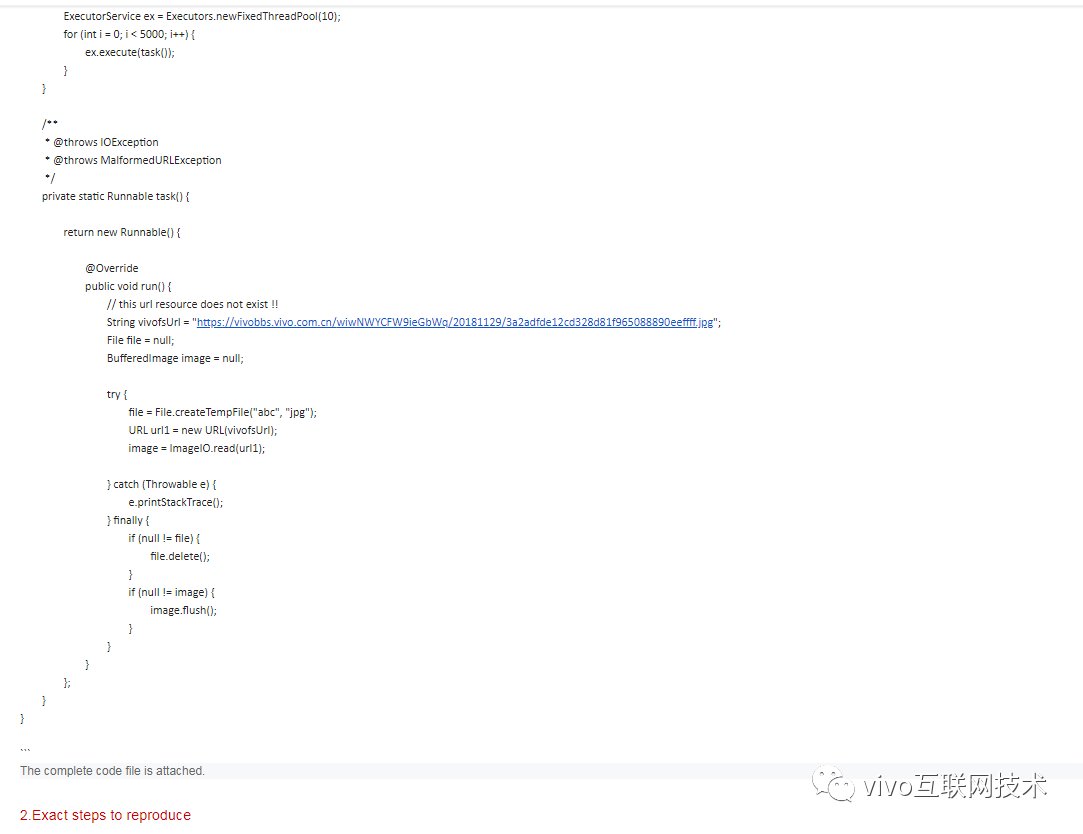 ExecutorService ex = Executors.newFixedThreadPool(10);
for (int i = 0; i < 5000; i++) {
ex.execute(task());
}
}
/**
* @throws IOException
* @throws MalformedURLException
*/
private static Runnable task() {
return new Runnable() {
@Override
public void run() {
// this url resource does not exist !!
String vivofsUrl = "https://vivobbs.vivo.com.cn/wiwNWYCFW9ieGbWq/20181129/3a2adfde12cd328d81f965088890eeffff.jpg";
File file = null;
BufferedImage image = null;
try {
file = File.createTempFile("abc", "jpg");
URL url1 = new URL(vivofsUrl);
image = ImageIO.read(url1);
} catch (Throwable e) {
e.printStackTrace();
} finally {
if (null != file) {
file.delete();
}
if (null != image) {
image.flush();
}
}
}
};
}
}
```
The complete code file is attached.
vivo互联网技术
2.Exact steps to reproduce